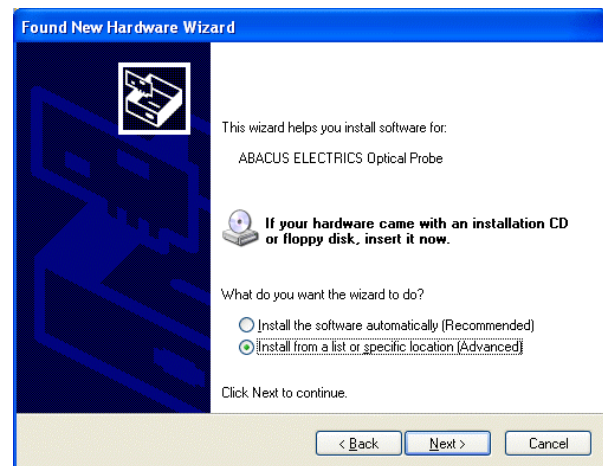 Found New Hardware Wizard
This wizard helps you install software for:
ABACUS ELECTRICS Optical Probe
If your hardware came with an installation CD
or floppy disk, insert it now.
What do you want the wizard to do?
Install the software automatically (Recommended)
Install from a list or specific location (Advanced)
Click Next to continue.
< Back Next > Cancel